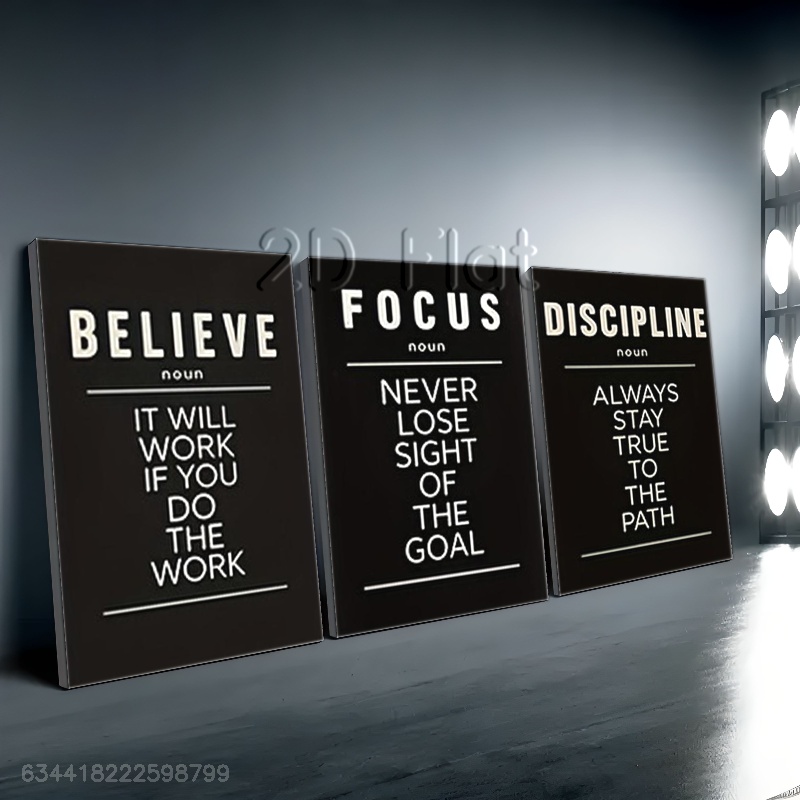 2D Flat
BELIEVE
noun
IT WILL
WORK
IF YOU
DO
THE
WORK
FOCUS
noun
NEVER
LOSE
SIGHT
OF
THE
GOAL
DISCIPLINE
noun
ALWAYS
STAY
TRUE
TO
THE
PATH
634418222598799